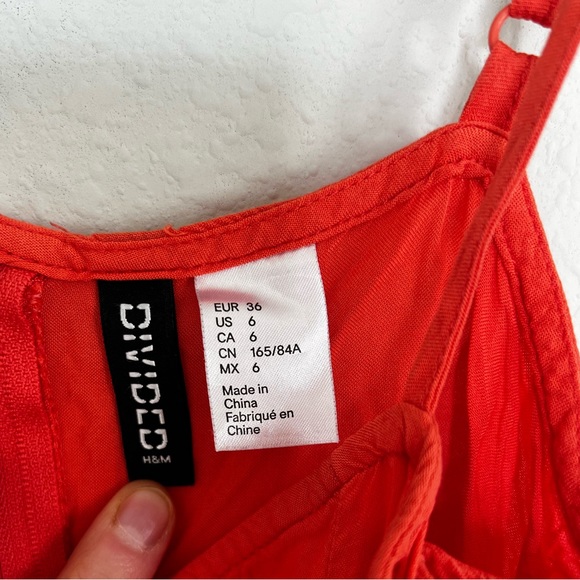 DIVIDED
H&M
EUR 36
US 6
CA 6
CN 165/84A
MX 6
Made in
China
Fabriqué en
Chine